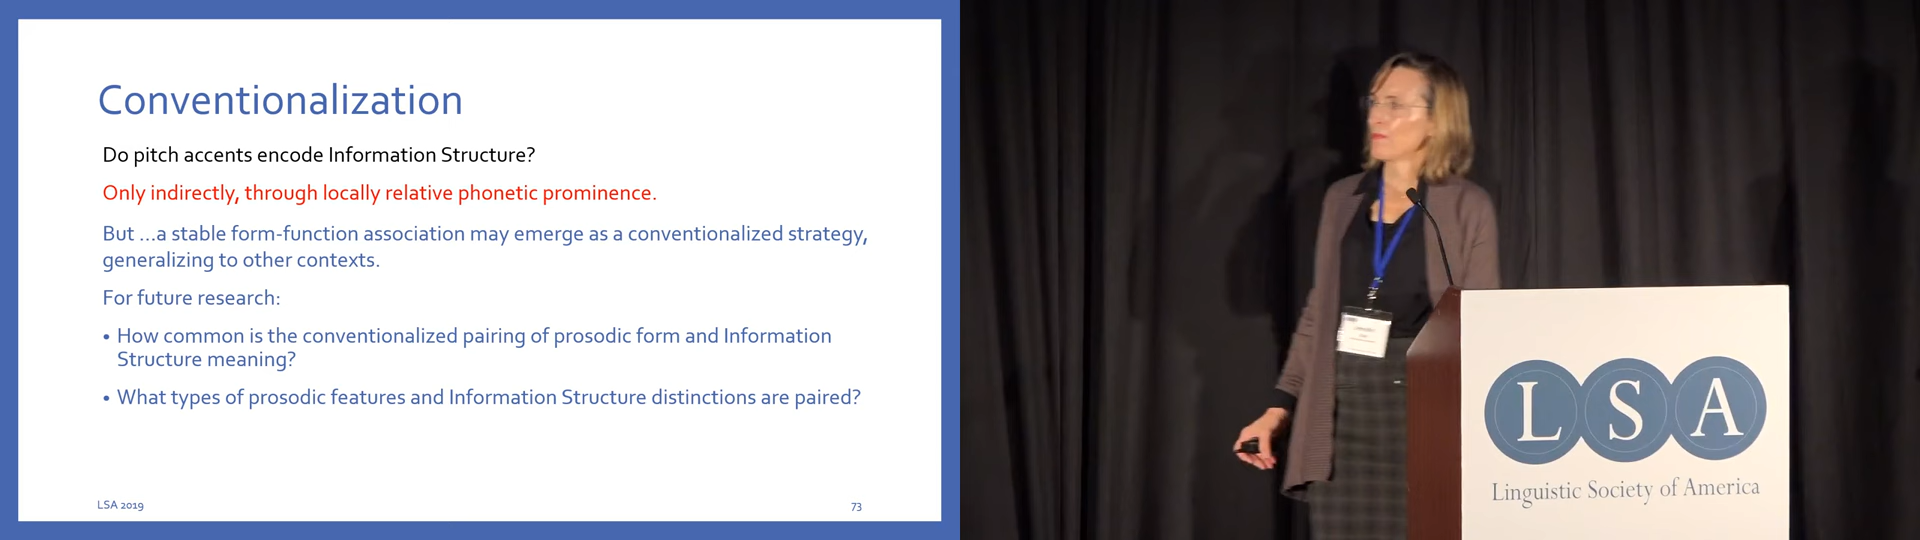 Conventionalization
Do pitch accents encode Information Structure?
Only indirectly, through locally relative phonetic prominence.
But ...a stable form-function association may emerge as a conventionalized strategy,
generalizing to other contexts.
For future research:
• How common is the conventionalized pairing of prosodic form and Information
Structure meaning?
• What types of prosodic features and Information Structure distinctions are paired?
LSA 2019
73
LSA
Linguistic Society of America